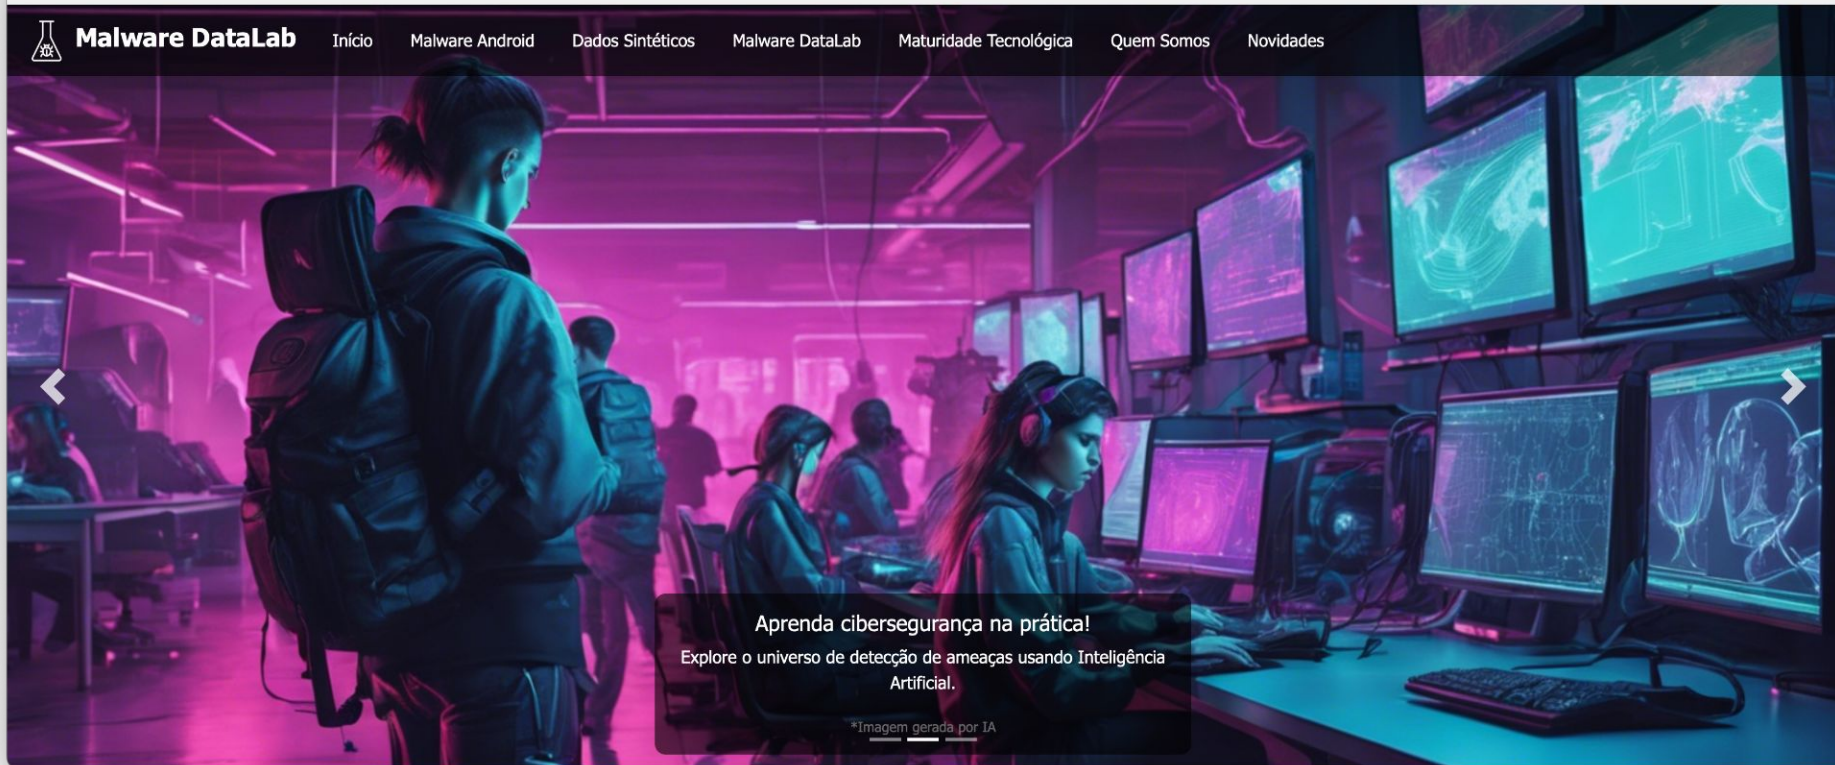 Malware DataLab
Início
Malware Android
Dados Sintéticos
Malware DataLab
Maturidade Tecnológica
Quem Somos
Novidades
Aprenda cibersegurança na prática!
Explore o universo de detecção de ameaças usando Inteligência
Artificial.
*Imagem gerada por IA